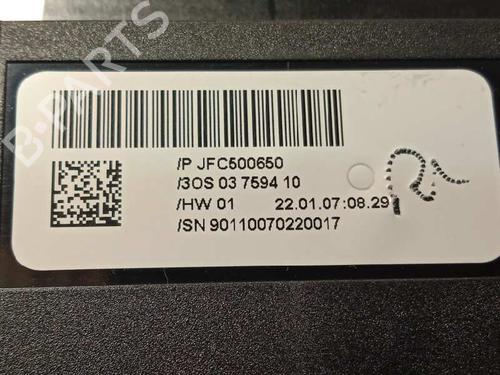 B-PARTS
/P JFC500650
/3OS 03 7594 10
/HW 01 22.01.07:08.29
/SN 90110070220017